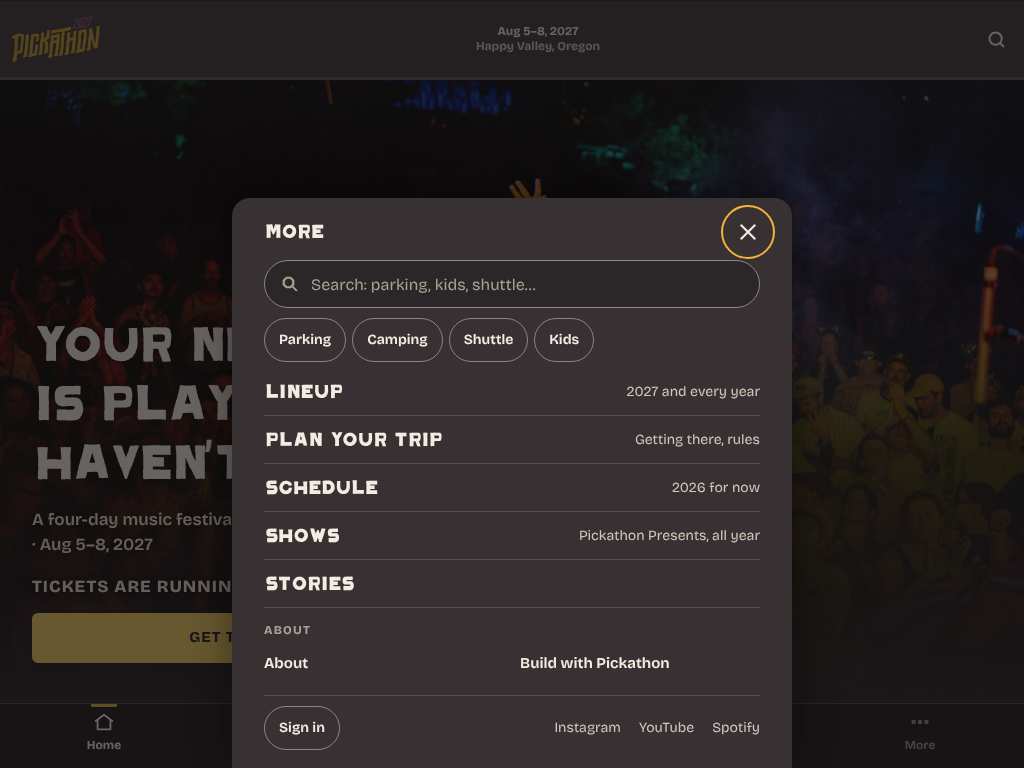 PICKATHON
Aug 5–8, 2027
Happy Valley, Oregon
MORE
Search: parking, kids, shuttle...
Parking
Camping
Shuttle
Kids
LINEUP
2027 and every year
PLAN YOUR TRIP
Getting there, rules
SCHEDULE
2026 for now
SHOWS
Pickathon Presents, all year
STORIES
ABOUT
About
Build with Pickathon
Sign in
Instagram
YouTube
Spotify
YOUR
IS PLAY
HAVEN'T
A four-day music
· Aug 5–8, 2027
TICKETS ARE
GET
Home
More